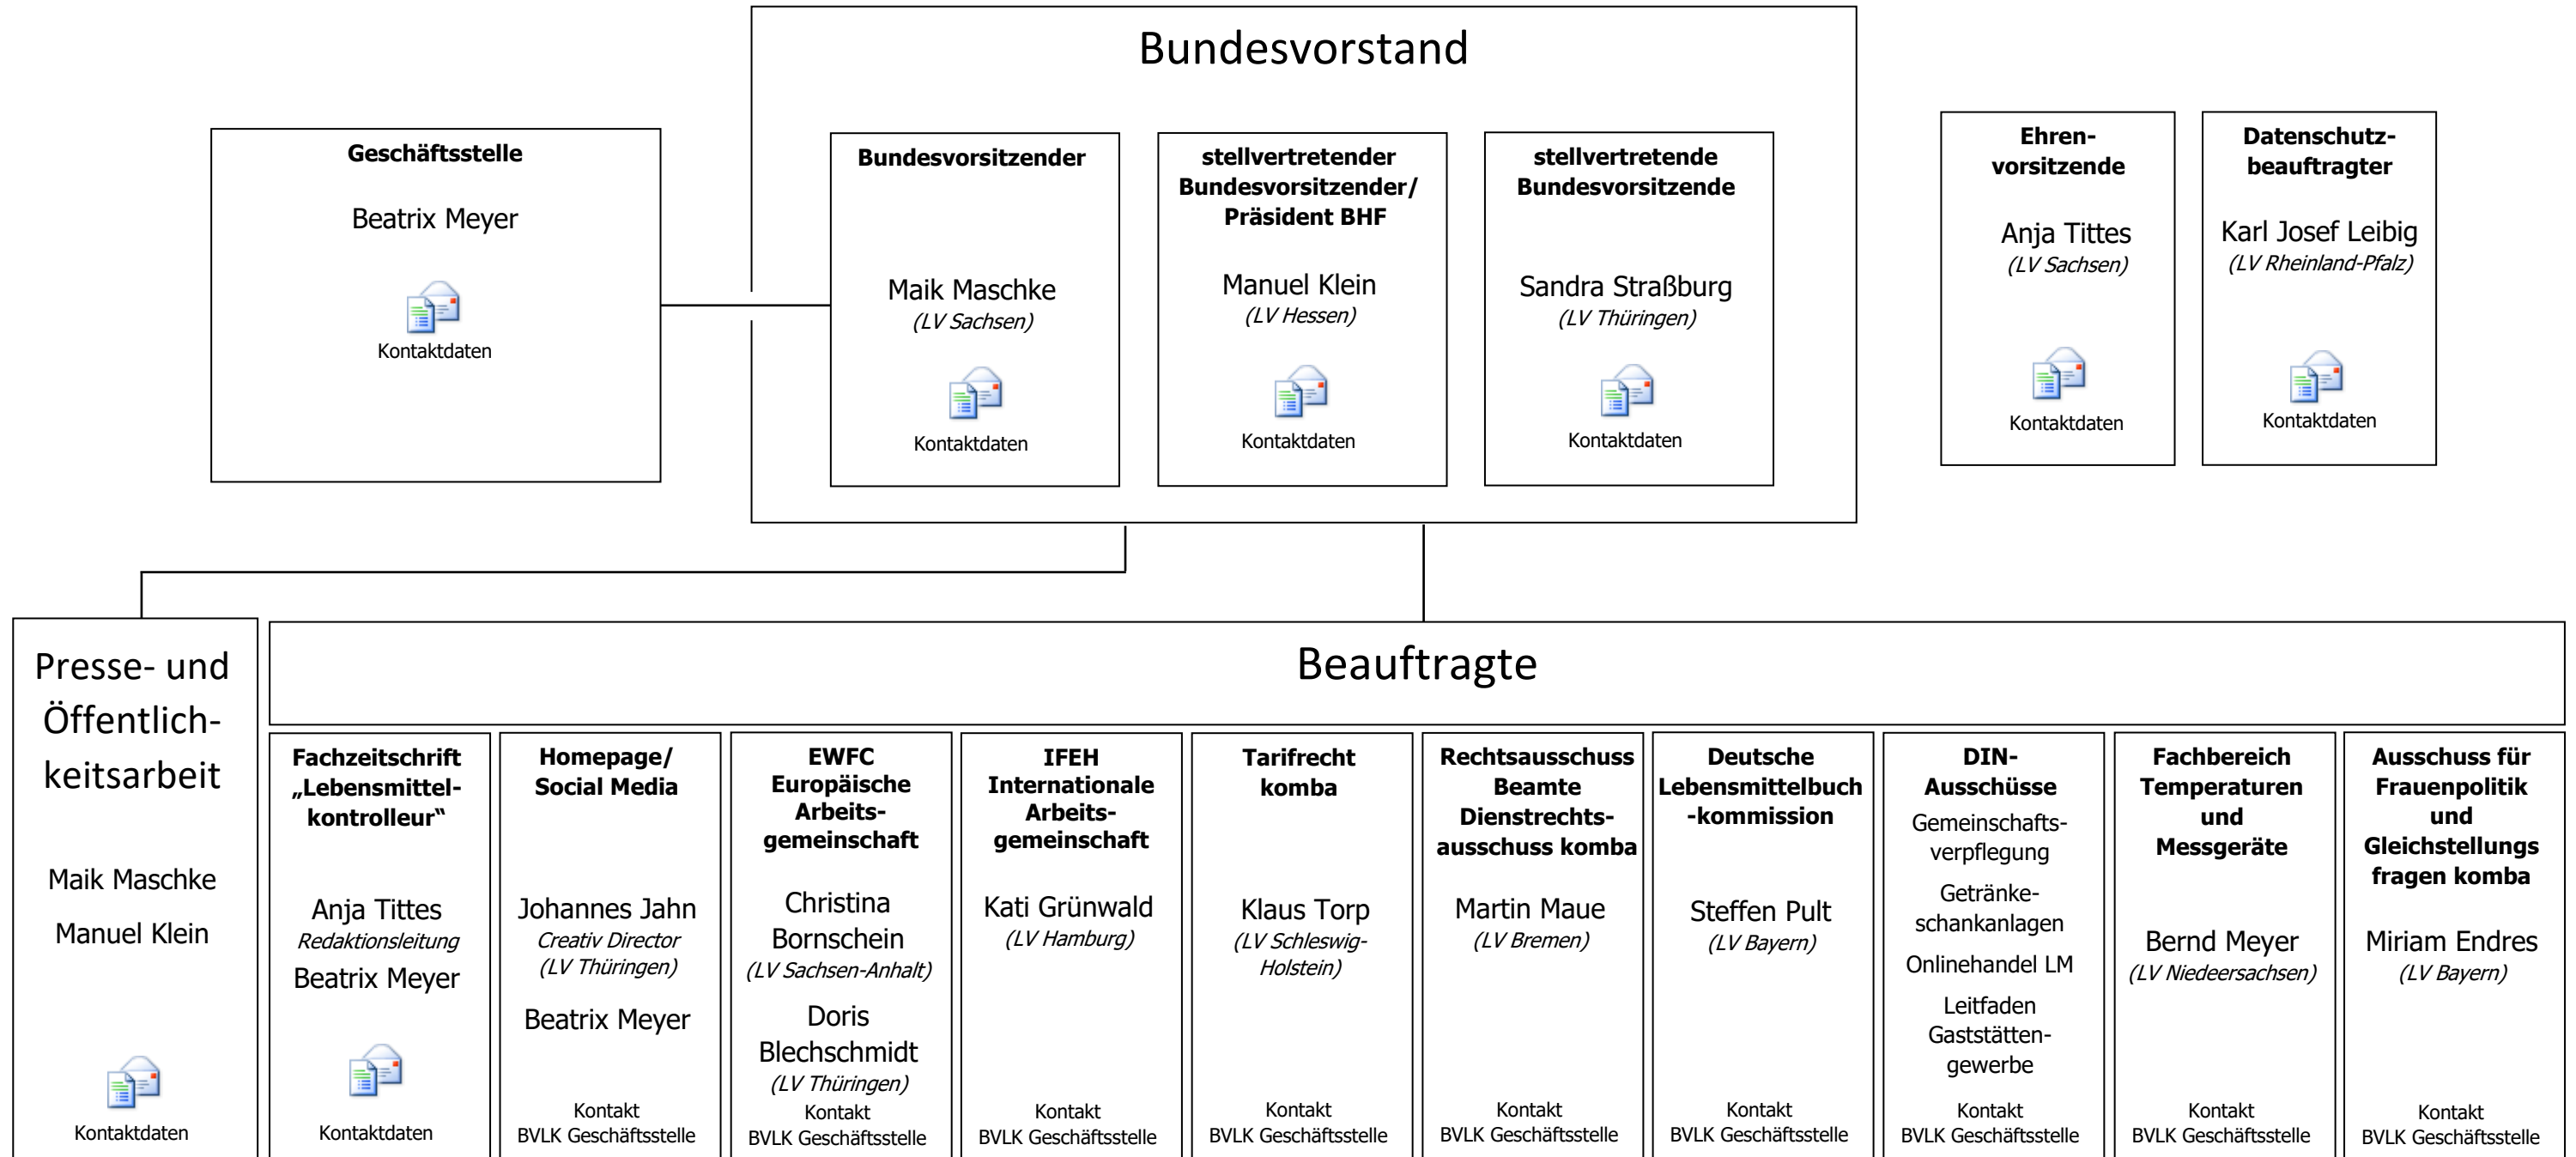 Bundesvorstand
Geschäftsstelle
Beatrix Meyer
Kontaktdaten
Bundesvorsitzender
Maik Maschke
(LV Sachsen)
Kontaktdaten
stellvertretender
Bundesvorsitzender/
Präsident BHF
Manuel Klein
(LV Hessen)
Kontaktdaten
stellvertretende
Bundesvorsitzende
Sandra Straßburg
(LV Thüringen)
Kontaktdaten
Ehren-
vorsitzende
Anja Tittes
(LV Sachsen)
Kontaktdaten
Datenschutz-
beauftragter
Karl Josef Leibig
(LV Rheinland-Pfalz)
Kontaktdaten
Presse- und
Öffentlich-
keitsarbeit
Maik Maschke
Manuel Klein
Kontaktdaten
Beauftragte
Fachzeitschrift
„Lebensmittel-
kontrolleur“
Anja Tittes
Redaktionsleitung
Beatrix Meyer
Kontaktdaten
Homepage/
Social Media
Johannes Jahn
Creativ Director
(LV Thüringen)
Beatrix Meyer
Kontakt
BVLK Geschäftsstelle
EWFC
Europäische
Arbeits-
gemeinschaft
Christina
Bornschein
(LV Sachsen-Anhalt)
Doris
Blechschmidt
(LV Thüringen)
Kontakt
BVLK Geschäftsstelle
IFEH
Internationale
Arbeits-
gemeinschaft
Kati Grünwald
(LV Hamburg)
Kontakt
BVLK Geschäftsstelle
Tarifrecht
komba
Klaus Torp
(LV Schleswig-
Holstein)
Kontakt
BVLK Geschäftsstelle
Rechtsausschuss
Beamte
Dienstrechts-
ausschuss komba
Martin Maue
(LV Bremen)
Kontakt
BVLK Geschäftsstelle
Deutsche
Lebensmittelbuch
-kommission
Steffen Pult
(LV Bayern)
Kontakt
BVLK Geschäftsstelle
DIN-
Ausschüsse
Gemeinschafts-
verpflegung
Getränke-
schankanlagen
Onlinehandel LM
Leitfaden
Gaststätten-
gewerbe
Kontakt
BVLK Geschäftsstelle
Fachbereich
Temperaturen
und
Messgeräte
Bernd Meyer
(LV Niedeersachsen)
Kontakt
BVLK Geschäftsstelle
Ausschuss für
Frauenpolitik
und
Gleichstellungs
fragen komba
Miriam Endres
(LV Bayern)
Kontakt
BVLK Geschäftsstelle